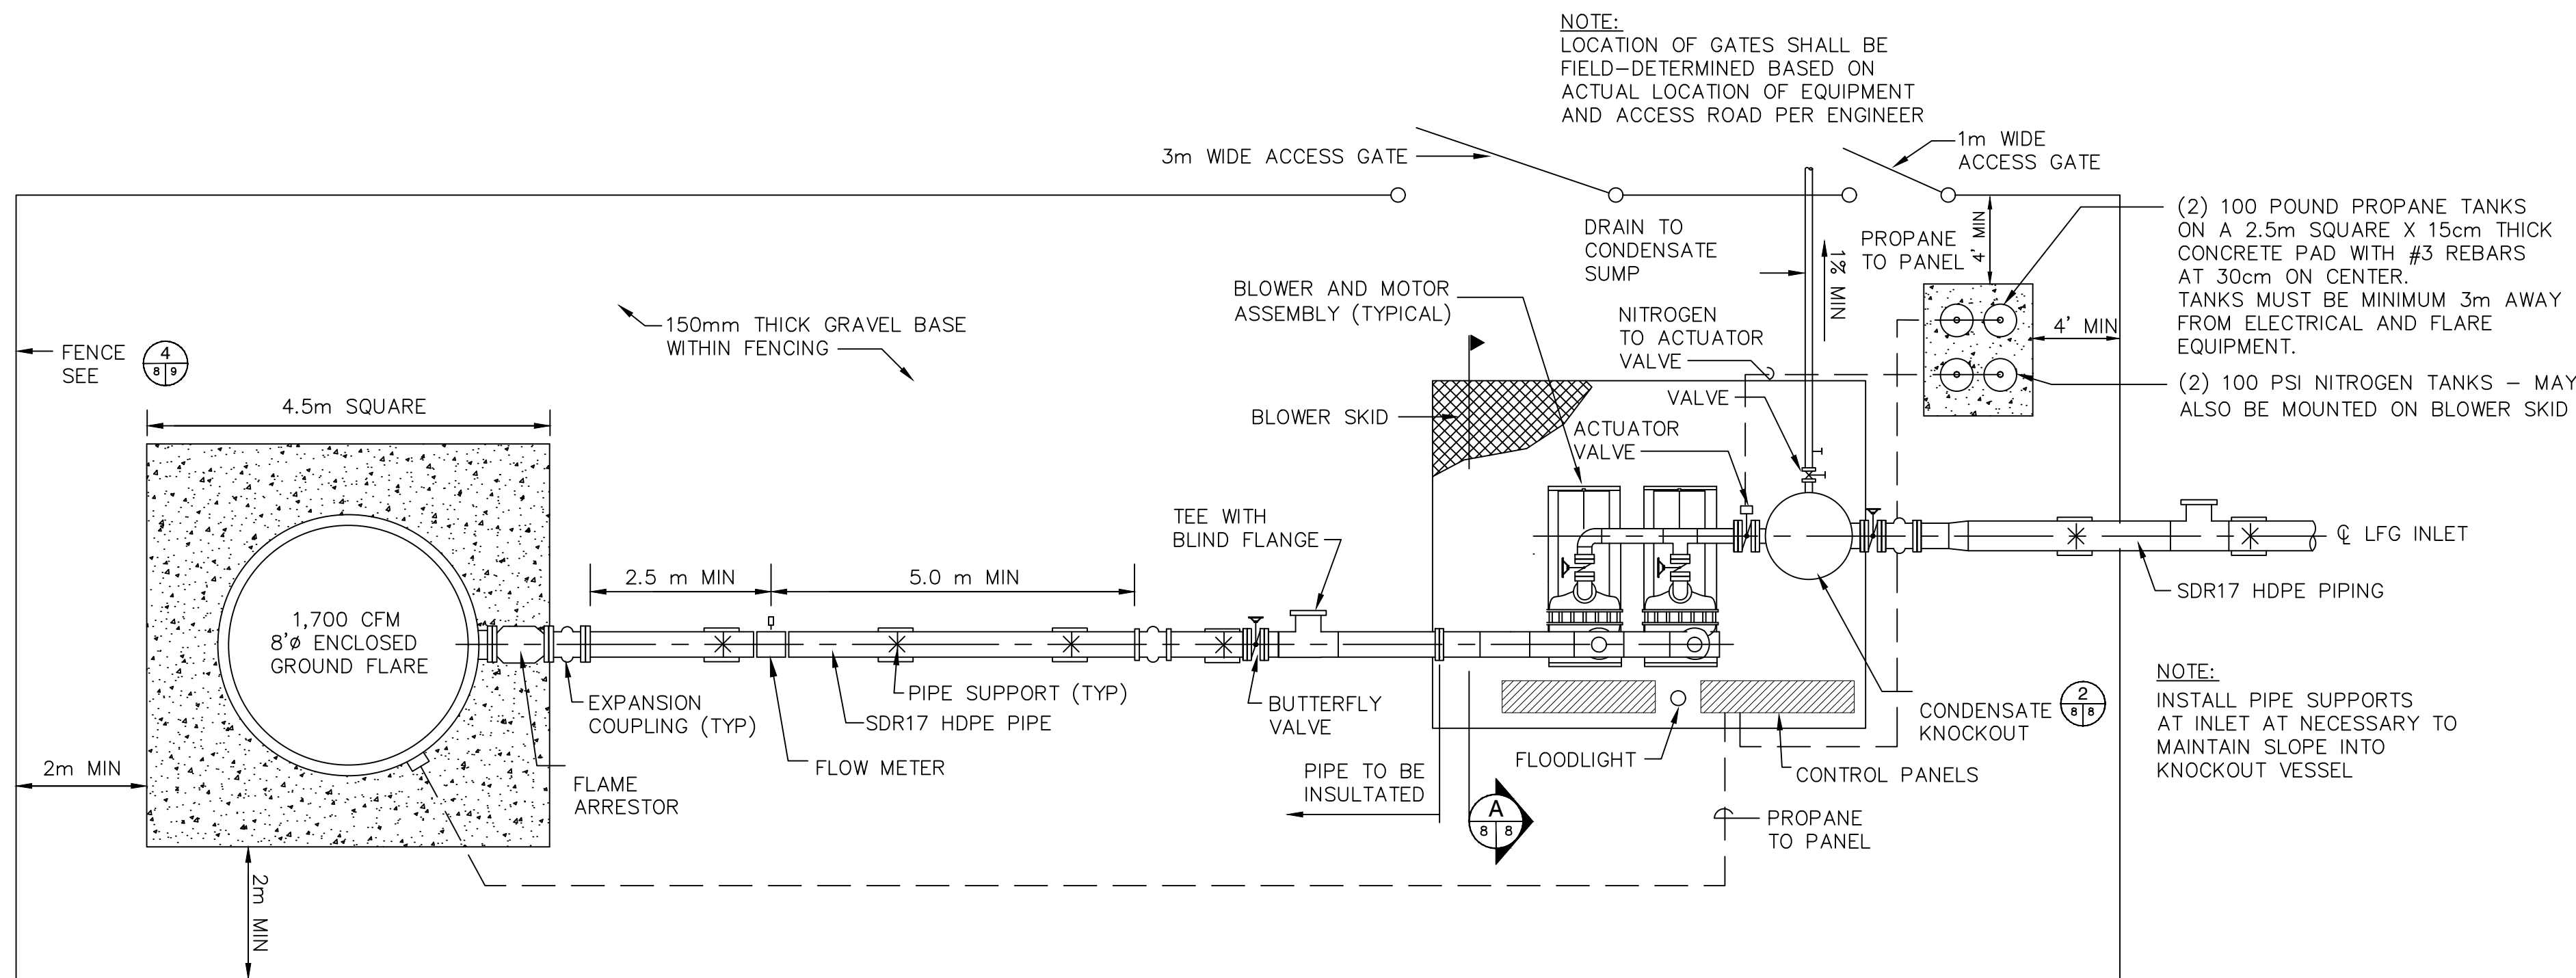 NOTE:
LOCATION OF GATES SHALL BE
FIELD-DETERMINED BASED ON
ACTUAL LOCATION OF EQUIPMENT
AND ACCESS ROAD PER ENGINEER
3m WIDE ACCESS GATE
1m WIDE
ACCESS GATE
4' MIN
(2) 100 POUND PROPANE TANKS
ON A 2.5m SQUARE X 15cm THICK
CONCRETE PAD WITH #3 REBARS
AT 30cm ON CENTER.
TANKS MUST BE MINIMUM 3m AWAY
FROM ELECTRICAL AND FLARE
EQUIPMENT.
(2) 100 PSI NITROGEN TANKS – MAY
ALSO BE MOUNTED ON BLOWER SKID
4' MIN
DRAIN TO
CONDENSATE
SUMP
1% MIN
PROPANE
TO PANEL
BLOWER AND MOTOR
ASSEMBLY (TYPICAL)
NITROGEN
TO ACTUATOR
VALVE
150mm THICK GRAVEL BASE
WITHIN FENCING
FENCE
SEE
4
8 9
4.5m SQUARE
BLOWER SKID
VALVE
ACTUATOR
VALVE
TEE WITH
BLIND FLANGE
℄ LFG INLET
SDR17 HDPE PIPING
2.5 m MIN
5.0 m MIN
1,700 CFM
8'ø ENCLOSED
GROUND FLARE
EXPANSION
COUPLING (TYP)
PIPE SUPPORT (TYP)
SDR17 HDPE PIPE
FLOW METER
BUTTERFLY
VALVE
FLAME
ARRESTOR
2m MIN
2m MIN
PIPE TO BE
INSULTATED
FLOODLIGHT
CONTROL PANELS
CONDENSATE
KNOCKOUT
2
8 8
A
8 8
PROPANE
TO PANEL
NOTE:
INSTALL PIPE SUPPORTS
AT INLET AT NECESSARY TO
MAINTAIN SLOPE INTO
KNOCKOUT VESSEL